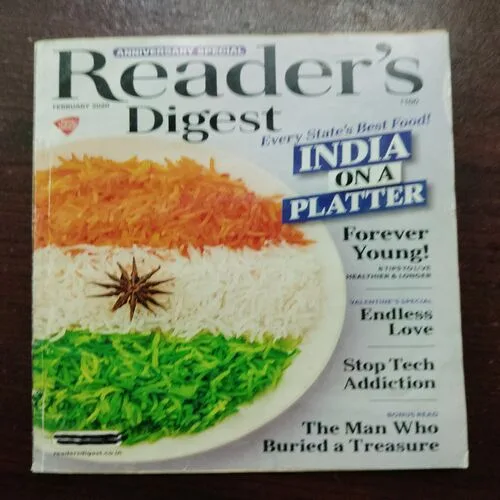 ANNIVERSARY SPECIAL
Reader's
Digest
FEBRUARY 2020
₹100
Every State's Best Food!
INDIA
ON A
PLATTER
Forever
Young!
HEALTHIER & LONGER
VALENTINE'S SPECIAL
Endless
Love
Stop Tech
Addiction
BONUS READ
The Man Who
Buried a Treasure
readersdigest.co.in